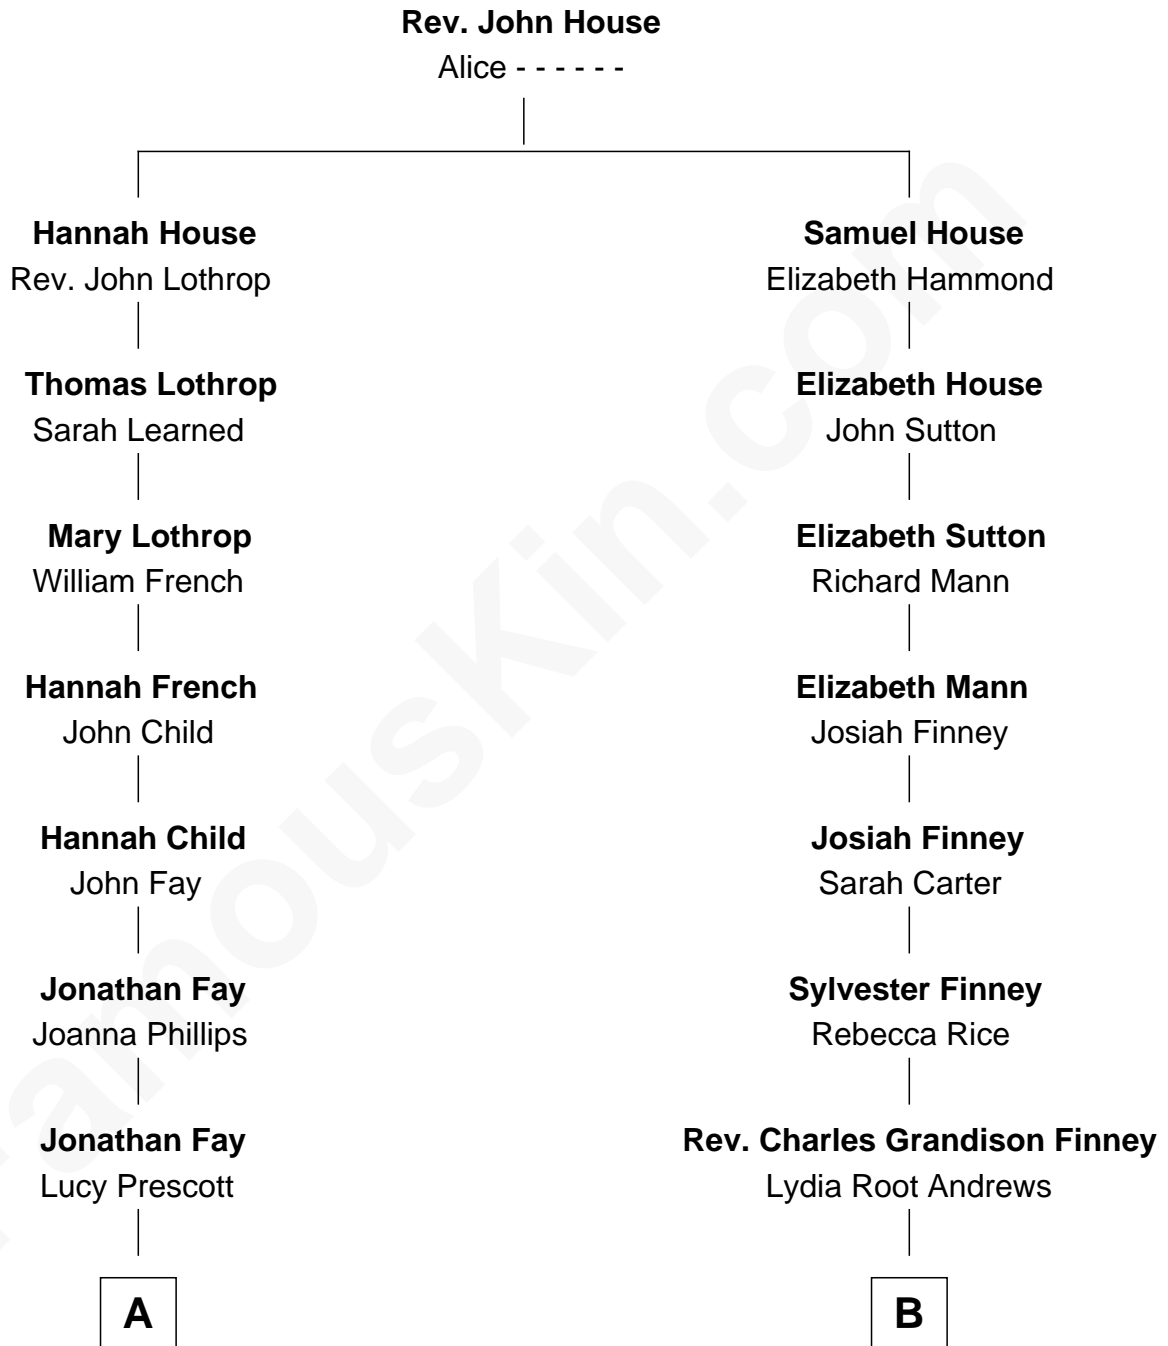 Rev. John House
Alice - - - - - -
Hannah House
Rev. John Lothrop
Thomas Lothrop
Sarah Learned
Mary Lothrop
William French
Hannah French
John Child
Hannah Child
John Fay
Jonathan Fay
Joanna Phillips
Jonathan Fay
Lucy Prescott
A
Samuel House
Elizabeth Hammond
Elizabeth House
John Sutton
Elizabeth Sutton
Richard Mann
Elizabeth Mann
Josiah Finney
Josiah Finney
Sarah Carter
Sylvester Finney
Rebecca Rice
Rev. Charles Grandison Finney
Lydia Root Andrews
B
FamousKin.com